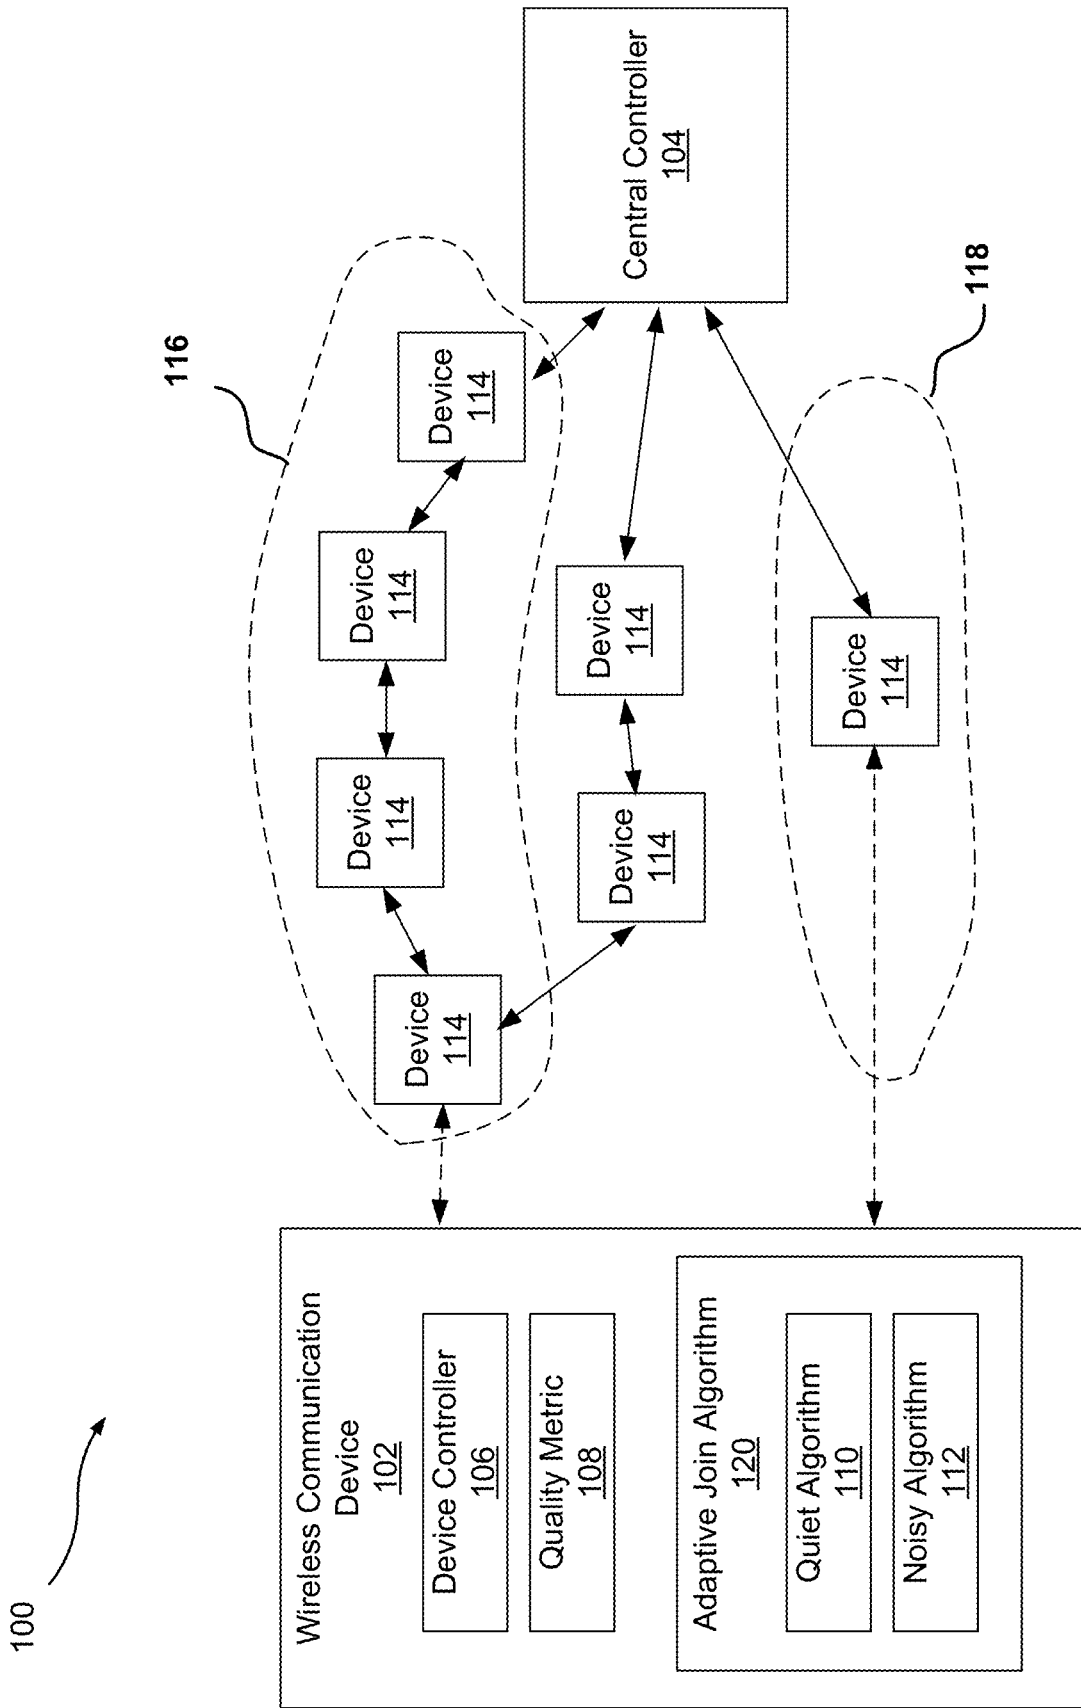 100
Wireless Communication
Device
102
Device Controller
106
Quality Metric
108
Adaptive Join Algorithm
120
Quiet Algorithm
110
Noisy Algorithm
112
116
Device
114
Device
114
Device
114
Device
114
Device
114
Device
114
Device
114
118
Central Controller
104